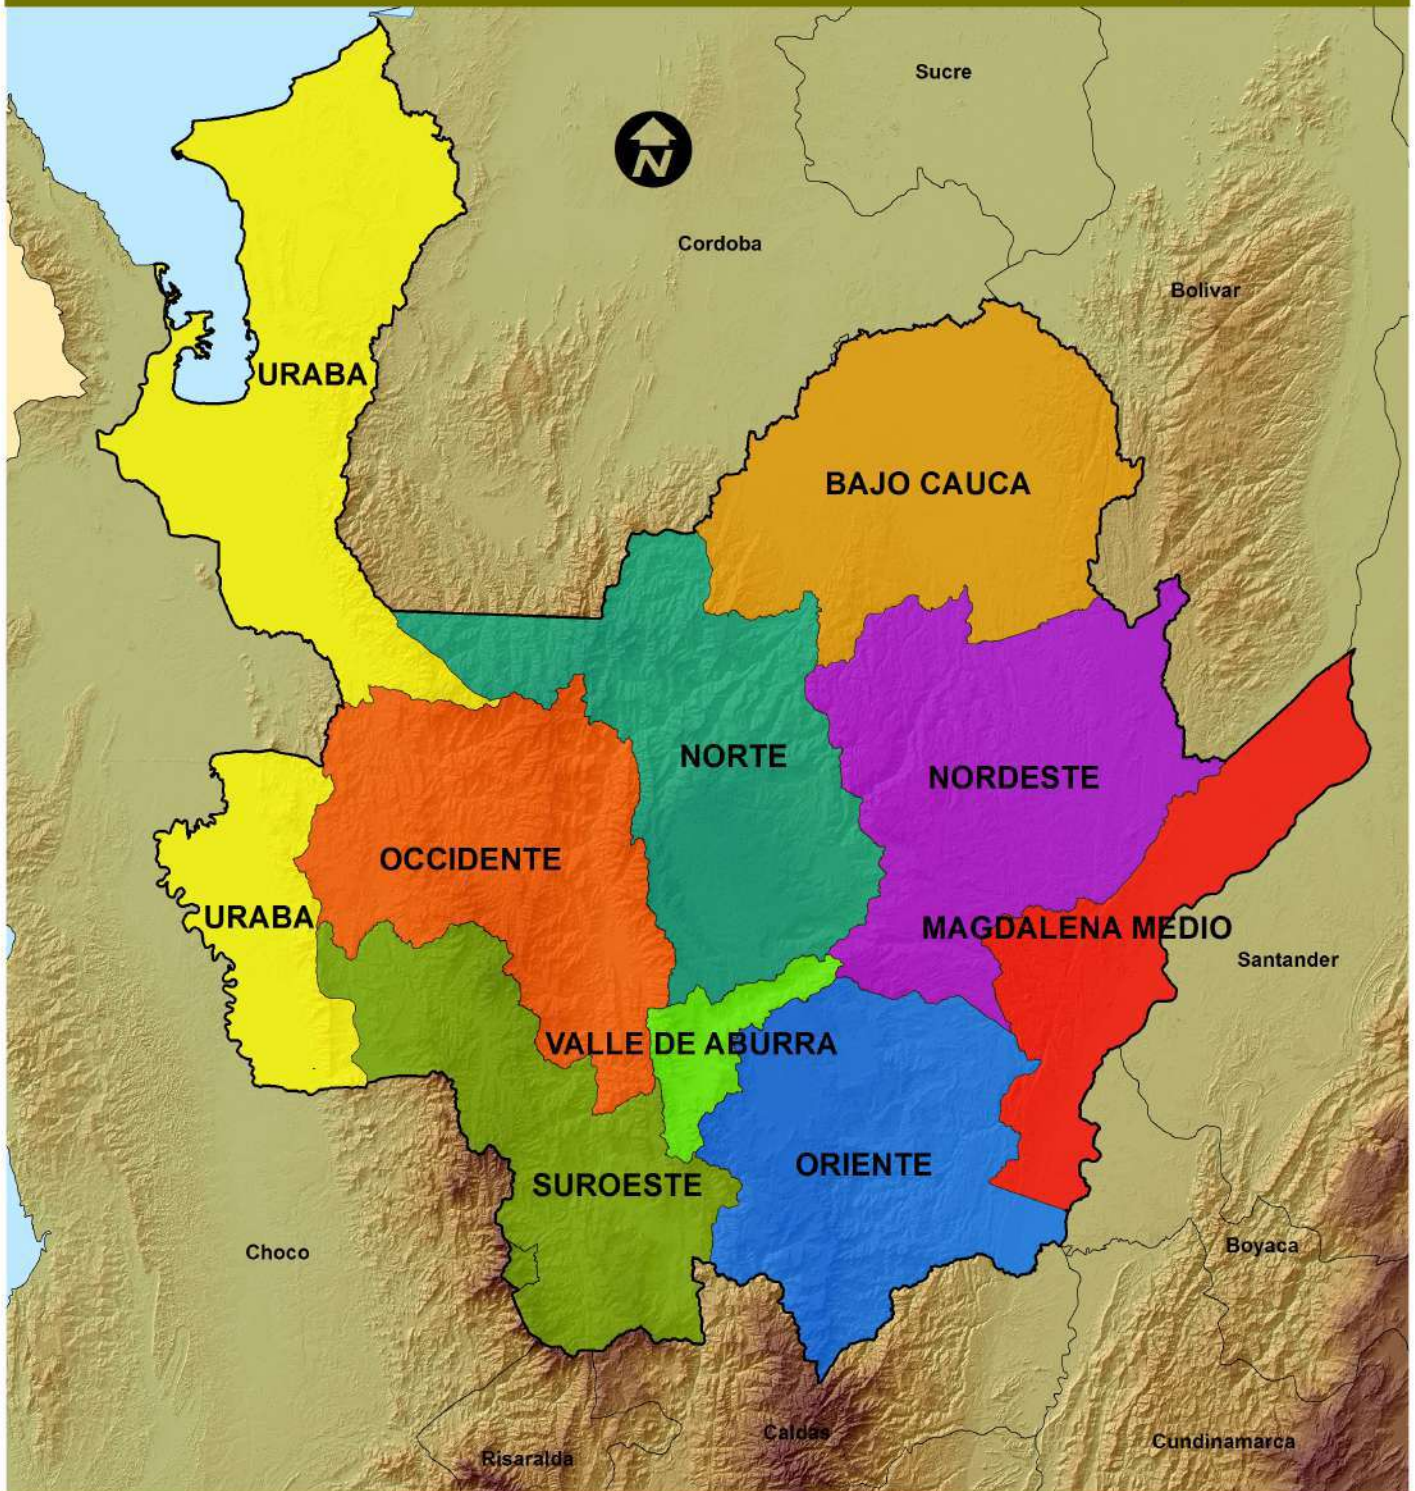 Sucre
N
Cordoba
Bolivar
URABA
BAJO CAUCA
NORTE
NORDESTE
OCCIDENTE
URABA
MAGDALENA MEDIO
Santander
VALLE DE ABURRA
ORIENTE
SUROESTE
Choco
Boyaca
Caldas
Cundinamarca
Risaralda